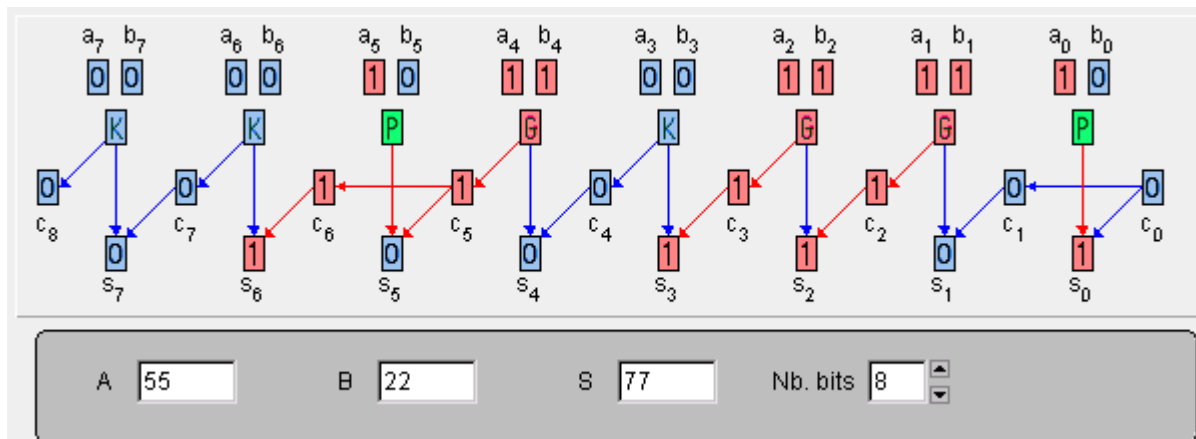 a7 b7 a6 b6 a5 b5 a4 b4 a3 b3 a2 b2 a1 b1 a0 b0
0 0 0 0 1 0 1 1 0 0 1 1 1 1 1 0
K K P G K G G P
0 0 1 1 0 1 1 0 0
c8 c7 c6 c5 c4 c3 c2 c1 c0
0 1 0 0 1 1 0 1
s7 s6 s5 s4 s3 s2 s1 s0
A 55 B 22 S 77 Nb. bits 8